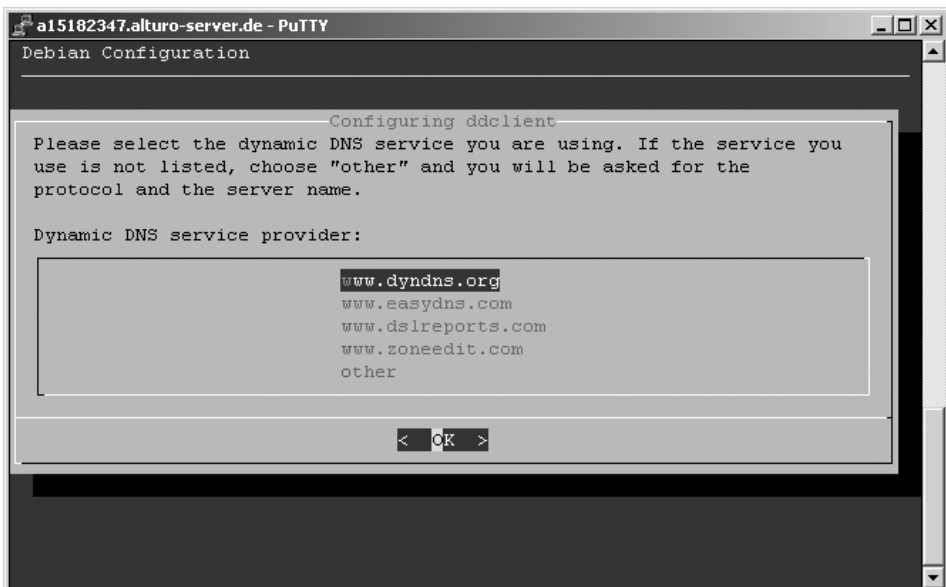 a15182347.alturo-server.de - PuTTY
Debian Configuration
Configuring ddclient
Please select the dynamic DNS service you are using. If the service you
use is not listed, choose "other" and you will be asked for the
protocol and the server name.
Dynamic DNS service provider:
www.dyndns.org
www.easydns.com
www.dslreports.com
www.zoneedit.com
other
< OK >